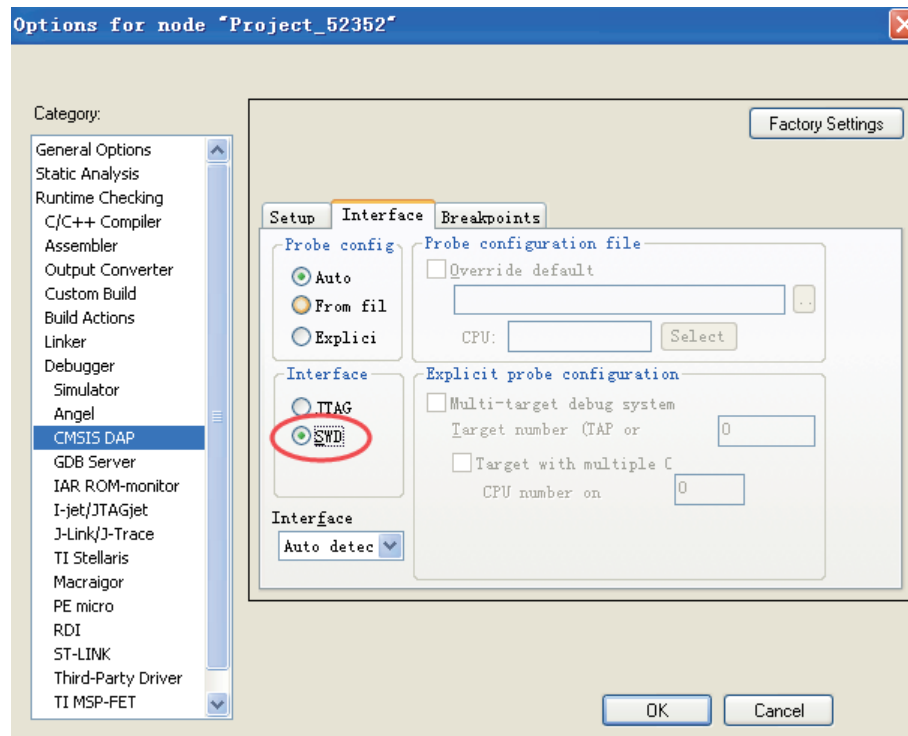 Options for node "Project_52352"
Category:
Factory Settings
General Options
Static Analysis
Runtime Checking
C/C++ Compiler
Assembler
Output Converter
Custom Build
Build Actions
Linker
Debugger
Simulator
Angel
CMSIS DAP
GDB Server
IAR ROM-monitor
I-jet/JTAGjet
J-Link/J-Trace
TI Stellaris
Macraigor
PE micro
RDI
ST-LINK
Third-Party Driver
TI MSP-FET
Setup Interface Breakpoints
Probe config
Auto
From fil
Explici
Probe configuration file
Override default
..
CPU:
Select
Interface
JTAG
SWD
Explicit probe configuration
Multi-target debug system
Target number (TAP or
0
Target with multiple C
CPU number on
0
Interface
Auto detec
OK
Cancel